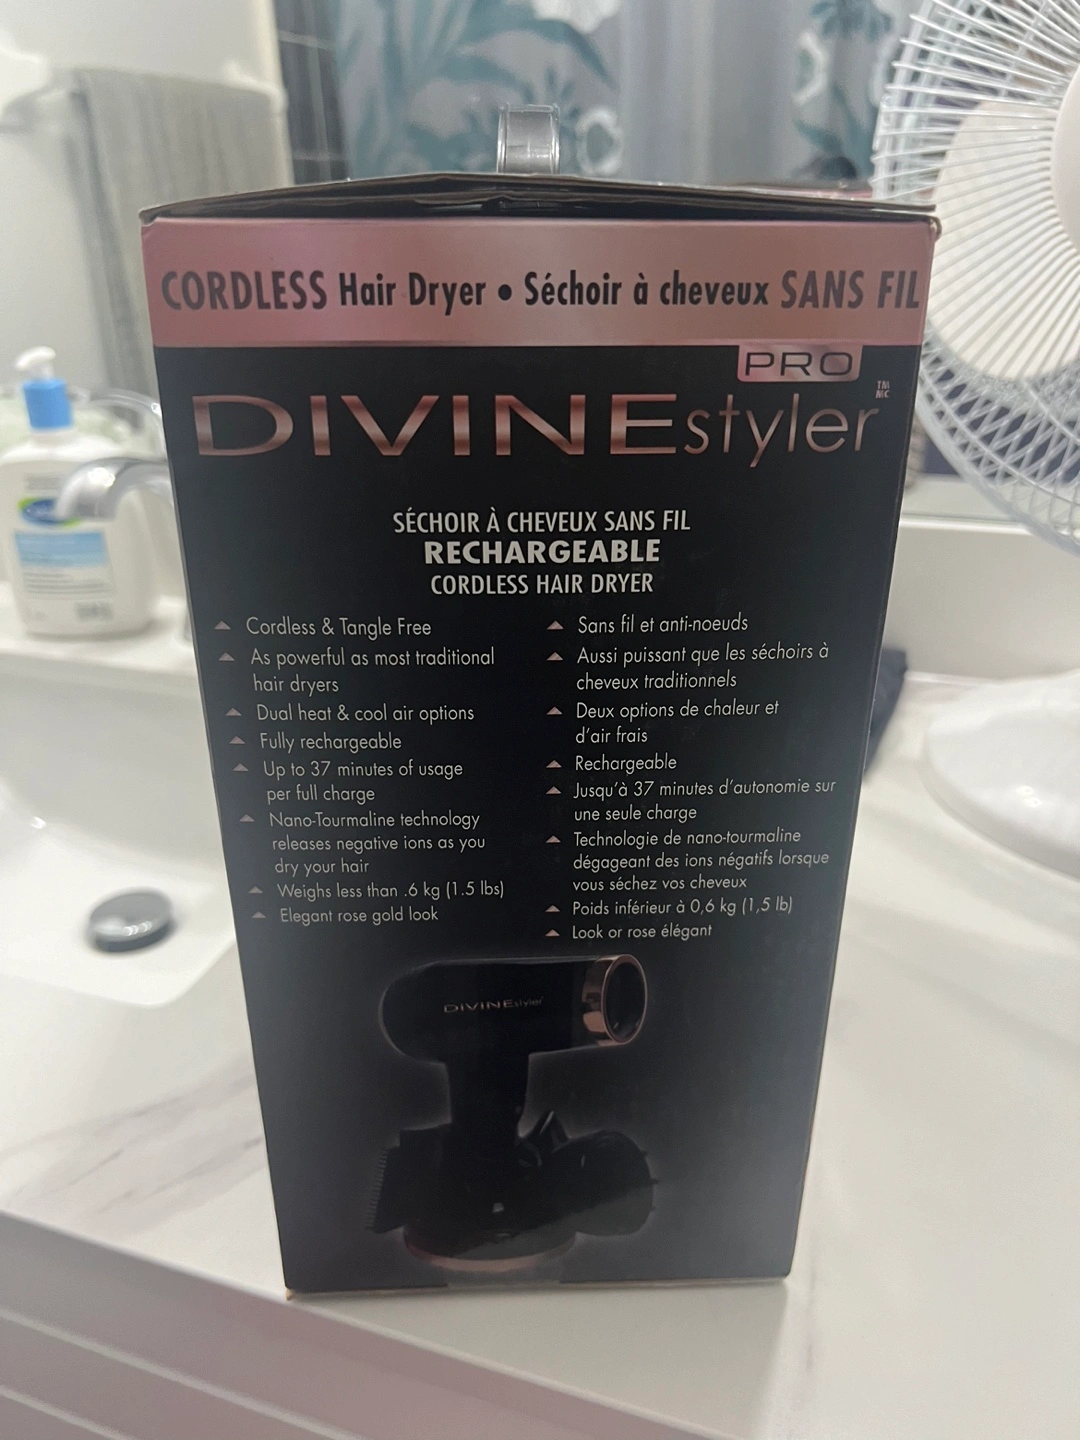 CORDLESS Hair Dryer • Séchoir à cheveux SANS FIL
PRO
DIVINEstyler
TM
MC
SÉCHOIR À CHEVEUX SANS FIL
RECHARGEABLE
CORDLESS HAIR DRYER
Cordless & Tangle Free
As powerful as most traditional
hair dryers
Dual heat & cool air options
Fully rechargeable
Up to 37 minutes of usage
per full charge
Nano-Tourmaline technology
releases negative ions as you
dry your hair
Weighs less than .6 kg (1.5 lbs)
Elegant rose gold look
Sans fil et anti-noeuds
Aussi puissant que les séchoirs à
cheveux traditionnels
Deux options de chaleur et
d'air frais
Rechargeable
Jusqu'à 37 minutes d'autonomie sur
une seule charge
Technologie de nano-tourmaline
dégageant des ions négatifs lorsque
vous séchez vos cheveux
Poids inférieur à 0,6 kg (1,5 lb)
Look or rose élégant
DIVINEstyler